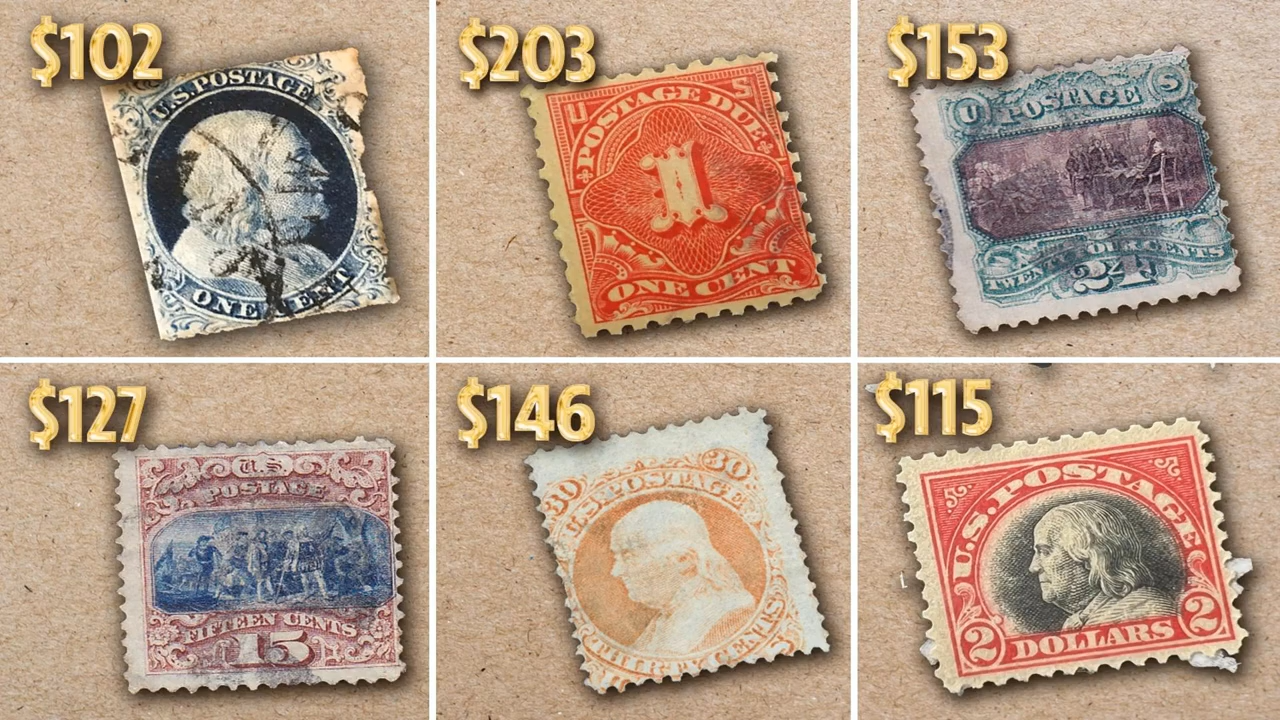 $102
U.S. POSTAGE
ONE CENT
$203
U S
POSTAGE DUE
1
ONE CENT
$153
U POSTAGE S
TWENTY FOUR CENTS
24
$127
U S
POSTAGE
FIFTEEN CENTS
15
$146
30 30
U.S. POSTAGE
THIRTY CENTS
$115
U.S. POSTAGE
2 DOLLARS 2